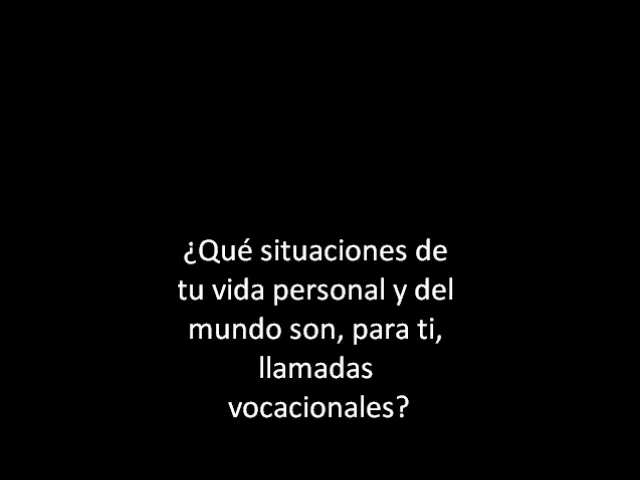 ¿Qué situaciones de
tu vida personal y del
mundo son, para ti,
llamadas
vocacionales?